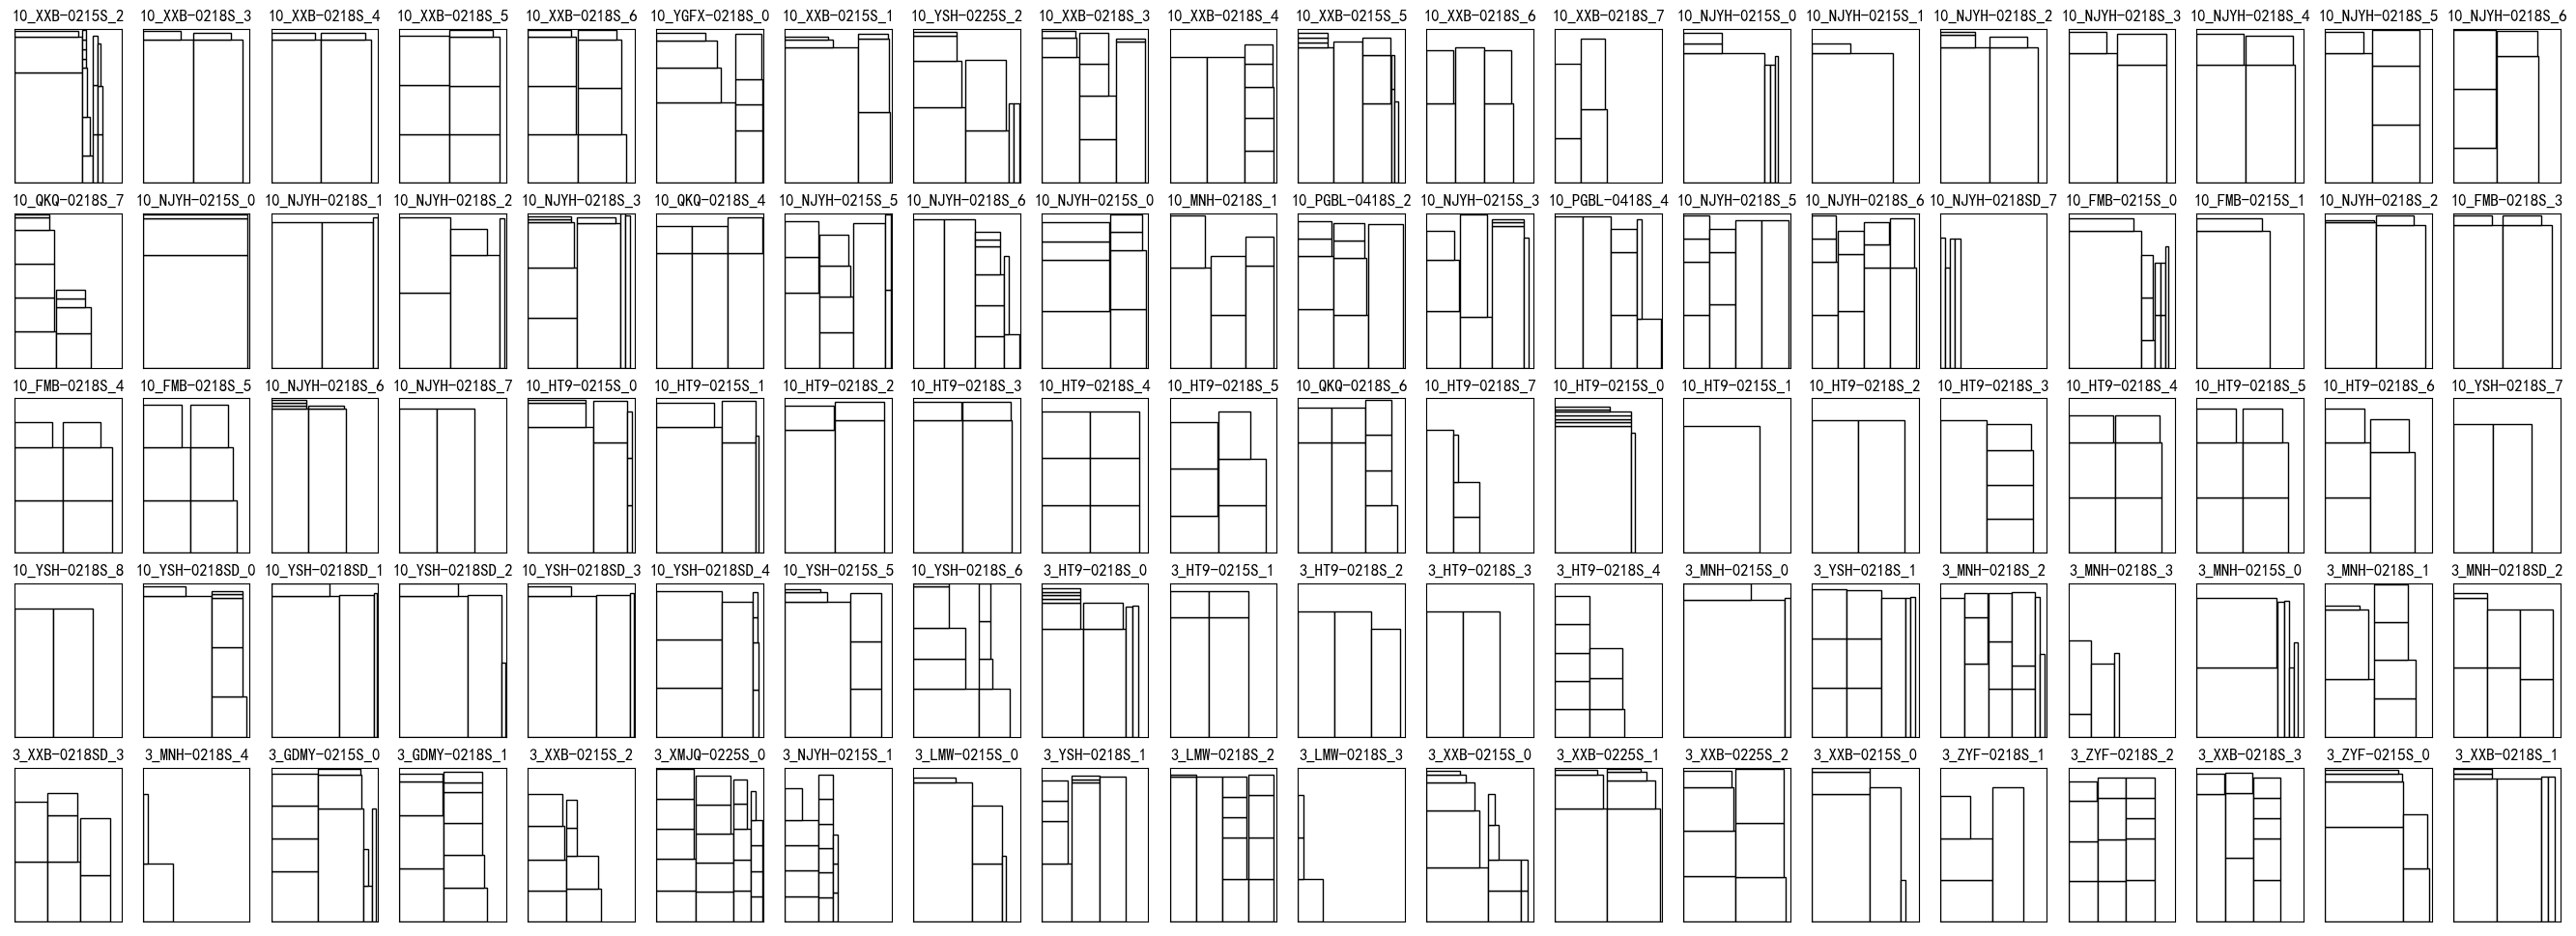 10_XXB-0215S_2 10_XXB-0218S_3 10_XXB-0218S_4 10_XXB-0218S_5 10_XXB-0218S_6 10_YGFX-0218S_0 10_XXB-0215S_1 10_YSH-0225S_2 10_XXB-0218S_3 10_XXB-0218S_4 10_XXB-0215S_5 10_XXB-0218S_6 10_XXB-0218S_7 10_NJYH-0215S_0 10_NJYH-0215S_1 10_NJYH-0218S_2 10_NJYH-0218S_3 10_NJYH-0218S_4 10_NJYH-0218S_5 10_NJYH-0218S_6
10_QKQ-0218S_7 10_NJYH-0215S_0 10_NJYH-0218S_1 10_NJYH-0218S_2 10_NJYH-0218S_3 10_QKQ-0218S_4 10_NJYH-0215S_5 10_NJYH-0218S_6 10_NJYH-0215S_0 10_MNH-0218S_1 10_PGBL-0418S_2 10_NJYH-0215S_3 10_PGBL-0418S_4 10_NJYH-0218S_5 10_NJYH-0218S_6 10_NJYH-0218SD_7 10_FMB-0215S_0 10_FMB-0215S_1 10_NJYH-0218S_2 10_FMB-0218S_3
10_FMB-0218S_4 10_FMB-0218S_5 10_NJYH-0218S_6 10_NJYH-0218S_7 10_HT9-0215S_0 10_HT9-0215S_1 10_HT9-0218S_2 10_HT9-0218S_3 10_HT9-0218S_4 10_HT9-0218S_5 10_QKQ-0218S_6 10_HT9-0218S_7 10_HT9-0215S_0 10_HT9-0215S_1 10_HT9-0218S_2 10_HT9-0218S_3 10_HT9-0218S_4 10_HT9-0218S_5 10_HT9-0218S_6 10_YSH-0218S_7
10_YSH-0218S_8 10_YSH-0218SD_0 10_YSH-0218SD_1 10_YSH-0218SD_2 10_YSH-0218SD_3 10_YSH-0218SD_4 10_YSH-0215S_5 10_YSH-0218S_6 3_HT9-0218S_0 3_HT9-0215S_1 3_HT9-0218S_2 3_HT9-0218S_3 3_HT9-0218S_4 3_MNH-0215S_0 3_YSH-0218S_1 3_MNH-0218S_2 3_MNH-0218S_3 3_MNH-0215S_0 3_MNH-0218S_1 3_MNH-0218SD_2
3_XXB-0218SD_3 3_MNH-0218S_4 3_GDMY-0215S_0 3_GDMY-0218S_1 3_XXB-0215S_2 3_XMJQ-0225S_0 3_NJYH-0215S_1 3_LMW-0215S_0 3_YSH-0218S_1 3_LMW-0218S_2 3_LMW-0218S_3 3_XXB-0215S_0 3_XXB-0225S_1 3_XXB-0225S_2 3_XXB-0215S_0 3_ZYF-0218S_1 3_ZYF-0218S_2 3_XXB-0218S_3 3_ZYF-0215S_0 3_XXB-0218S_1